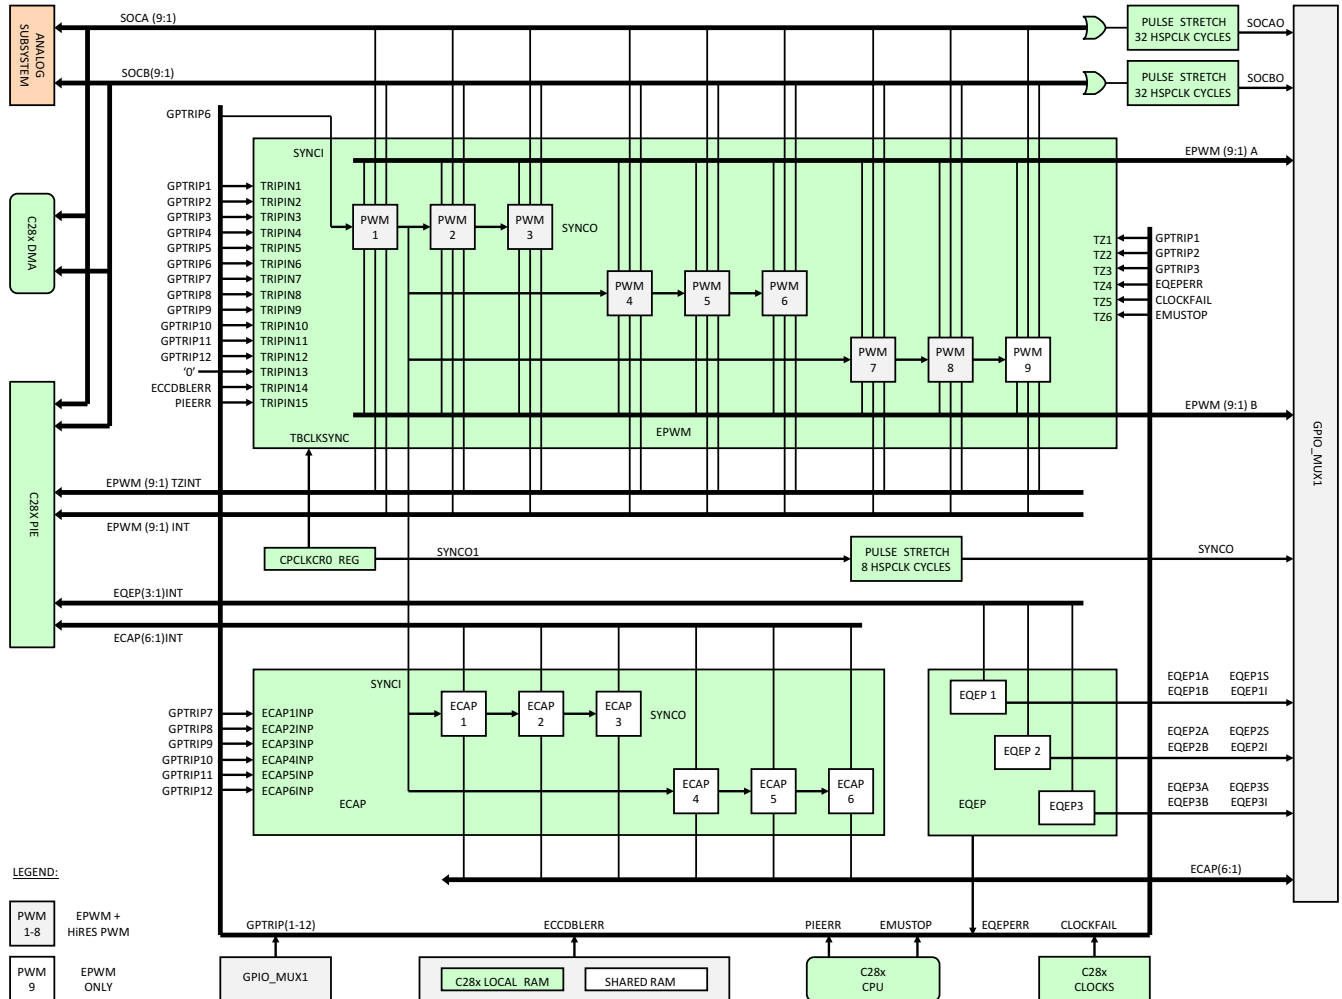 SOCA (9:1)
ANALOG
SUBSYSTEM
PULSE STRETCH
32 HSPCLK CYCLES
SOCAO
SOCB(9:1)
PULSE STRETCH
32 HSPCLK CYCLES
SOCBO
GPTRIP6
SYNCI
EPWM (9:1) A
GPTRIP1 TRIPIN1
GPTRIP2 TRIPIN2
GPTRIP3 TRIPIN3
GPTRIP4 TRIPIN4
GPTRIP5 TRIPIN5
GPTRIP6 TRIPIN6
GPTRIP7 TRIPIN7
GPTRIP8 TRIPIN8
GPTRIP9 TRIPIN9
GPTRIP10 TRIPIN10
GPTRIP11 TRIPIN11
GPTRIP12 TRIPIN12
‘0’ TRIPIN13
ECCDBLERR TRIPIN14
PIEERR TRIPIN15
C28x DMA
PWM
1
PWM
2
PWM
3
SYNCO
PWM
4
PWM
5
PWM
6
PWM
7
PWM
8
PWM
9
TZ1 GPTRIP1
TZ2 GPTRIP2
TZ3 GPTRIP3
TZ4 EQEPERR
TZ5 CLOCKFAIL
TZ6 EMUSTOP
EPWM (9:1) B
EPWM
TBCLKSYNC
GPIO_MUX1
C28X PIE
EPWM (9:1) TZINT
EPWM (9:1) INT
CPCLKCR0 REG
SYNCO1
PULSE STRETCH
8 HSPCLK CYCLES
SYNCO
EQEP(3:1)INT
ECAP(6:1)INT
SYNCI
GPTRIP7 ECAP1INP
GPTRIP8 ECAP2INP
GPTRIP9 ECAP3INP
GPTRIP10 ECAP4INP
GPTRIP11 ECAP5INP
GPTRIP12 ECAP6INP
ECAP
1
ECAP
2
ECAP
3
SYNCO
ECAP
4
ECAP
5
ECAP
6
ECAP
EQEP 1
EQEP 2
EQEP3
EQEP
EQEP1A EQEP1S
EQEP1B EQEP1I
EQEP2A EQEP2S
EQEP2B EQEP2I
EQEP3A EQEP3S
EQEP3B EQEP3I
ECAP(6:1)
LEGEND:
PWM
1-8
EPWM +
HiRES PWM
PWM
9
EPWM
ONLY
GPTRIP(1-12)
ECCDBLERR
PIEERR
EMUSTOP
EQEPERR
CLOCKFAIL
GPIO_MUX1
C28x LOCAL RAM
SHARED RAM
C28x
CPU
C28x
CLOCKS